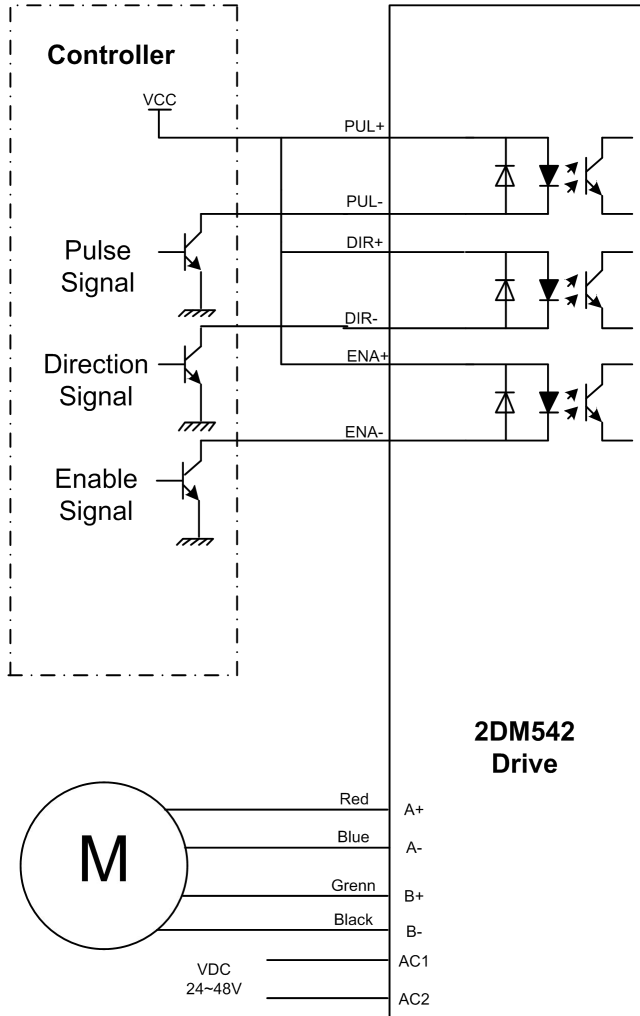 Controller
VCC
PUL+
PUL-
Pulse
Signal
DIR+
DIR-
Direction
Signal
ENA+
ENA-
Enable
Signal
2DM542
Drive
M
Red
A+
Blue
A-
Grenn
B+
Black
B-
VDC
24~48V
AC1
AC2